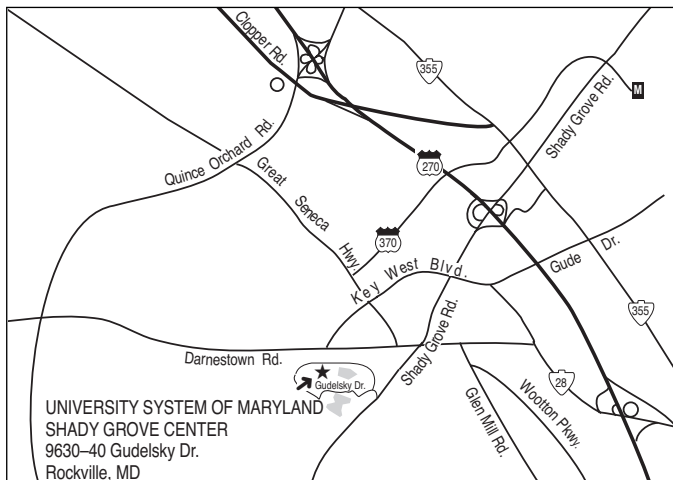 Clopper Rd.
355
M
Shady Grove Rd.
Quince Orchard Rd.
Great Seneca Hwy.
270
370
Key West Blvd.
Gude Dr.
355
Darnestown Rd.
Shady Grove Rd.
Gudelsky Dr.
28
Wootton Pkwy.
Glen Mill Rd.
UNIVERSITY SYSTEM OF MARYLAND
SHADY GROVE CENTER
9630–40 Gudelsky Dr.
Rockville, MD